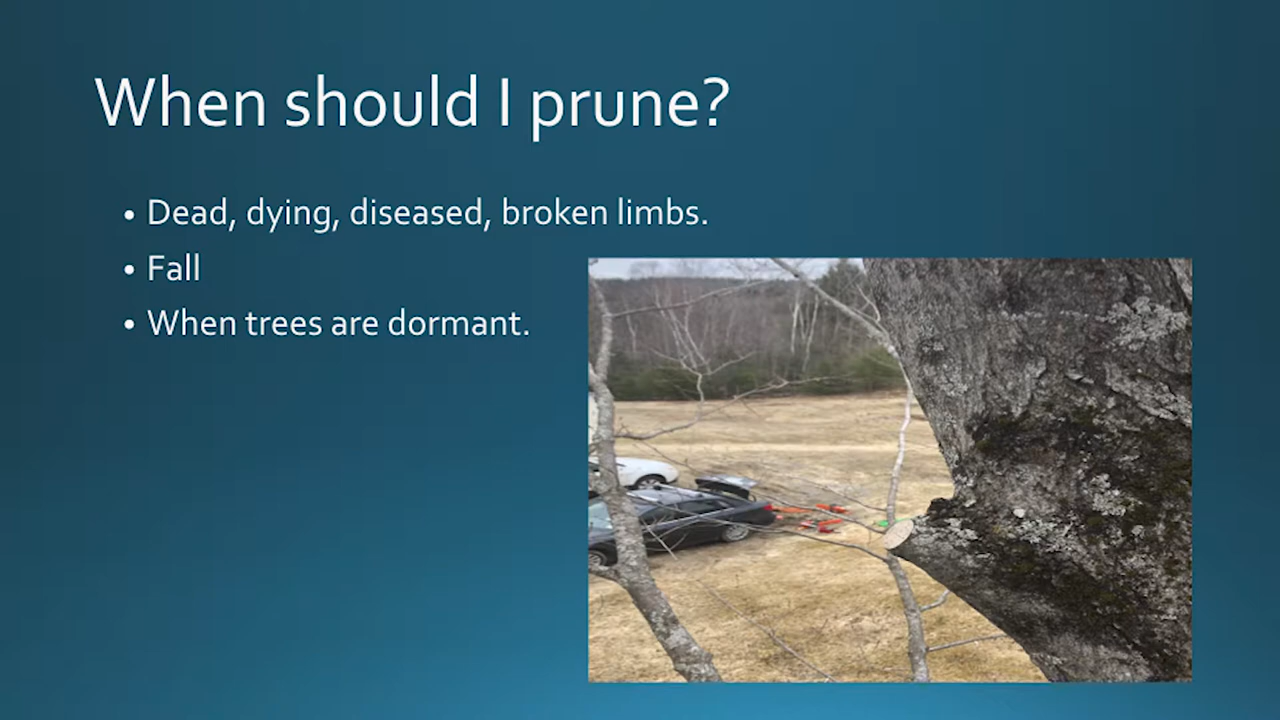 When should I prune?
• Dead, dying, diseased, broken limbs.
• Fall
• When trees are dormant.